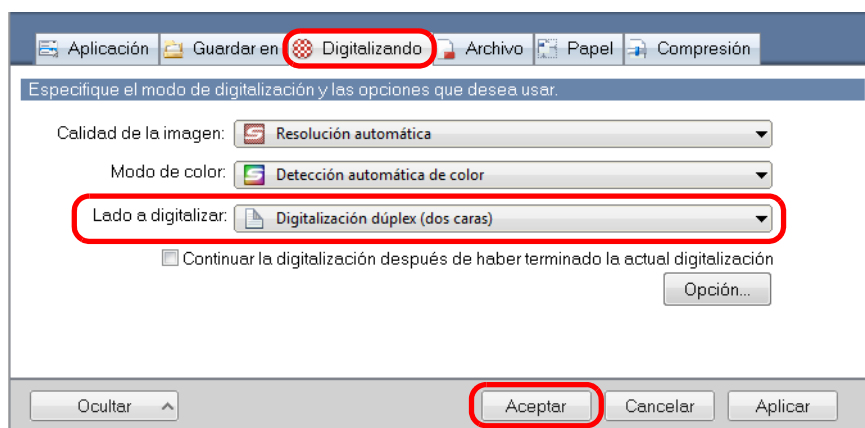 Aplicación Guardar en Digitalizando Archivo Papel Compresión
Especifique el modo de digitalización y las opciones que desea usar.
Calidad de la imagen: Resolución automática
Modo de color: Detección automática de color
Lado a digitalizar: Digitalización dúplex (dos caras)
Continuar la digitalización después de haber terminado la actual digitalización
Opción...
Ocultar Aceptar Cancelar Aplicar